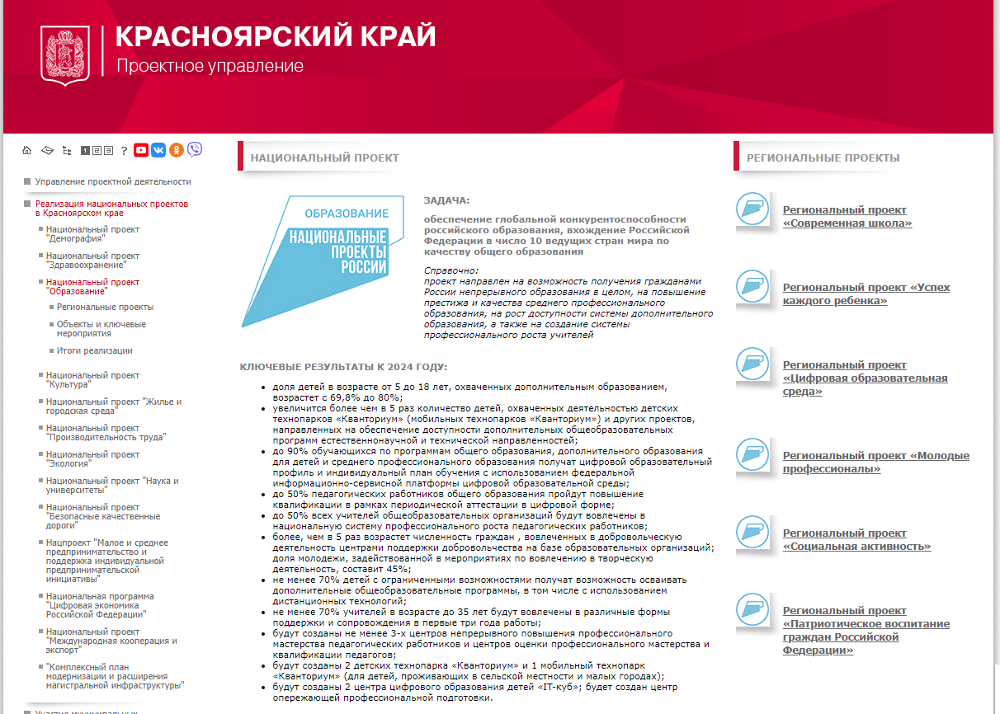 КРАСНОЯРСКИЙ КРАЙ
Проектное управление
1 2 3 ?
Управление проектной деятельности
Реализация национальных проектов
в Красноярском крае
Национальный проект
"Демография"
Национальный проект
"Здравоохранение"
Национальный проект
"Образование"
Региональные проекты
Объекты и ключевые
мероприятия
Итоги реализации
Национальный проект
"Культура"
Национальный проект "Жилье и
городская среда"
Национальный проект
"Производительность труда"
Национальный проект
"Экология"
Национальный проект "Наука и
университеты"
Национальный проект
"Безопасные качественные
дороги"
Нацпроект "Малое и среднее
предпринимательство и
поддержка индивидуальной
предпринимательской
инициативы"
Национальная программа
"Цифровая экономика
Российской Федерации"
Национальный проект
"Международная кооперация и
экспорт"
"Комплексный план
модернизации и расширения
магистральной инфраструктуры"
Участие муниципальных
НАЦИОНАЛЬНЫЙ ПРОЕКТ
ОБРАЗОВАНИЕ
НАЦИОНАЛЬНЫЕ
ПРОЕКТЫ
РОССИИ
ЗАДАЧА:
обеспечение глобальной конкурентоспособности
российского образования, вхождение Российской
Федерации в число 10 ведущих стран мира по
качеству общего образования
Справочно:
проект направлен на возможность получения гражданами
России непрерывного образования в целом, на повышение
престижа и качества среднего профессионального
образования, на рост доступности системы дополнительного
образования, а также на создание системы
профессионального роста учителей
КЛЮЧЕВЫЕ РЕЗУЛЬТАТЫ К 2024 ГОДУ:
доля детей в возрасте от 5 до 18 лет, охваченных дополнительным образованием,
возрастет с 69,8% до 80%;
увеличится более чем в 5 раз количество детей, охваченных деятельностью детских
технопарков «Кванториум» (мобильных технопарков «Кванториум») и других проектов,
направленных на обеспечение доступности дополнительных общеобразовательных
программ естественнонаучной и технической направленностей;
до 90% обучающихся по программам общего образования, дополнительного образования
для детей и среднего профессионального образования получат цифровой образовательный
профиль и индивидуальный план обучения с использованием федеральной
информационно-сервисной платформы цифровой образовательной среды;
до 50% педагогических работников общего образования пройдут повышение
квалификации в рамках периодической аттестации в цифровой форме;
до 50% всех учителей общеобразовательных организаций будут вовлечены в
национальную систему профессионального роста педагогических работников;
более, чем в 5 раз возрастет численность граждан , вовлеченных в добровольческую
деятельность центрами поддержки добровольчества на базе образовательных организаций;
доля молодежи, задействованной в мероприятиях по вовлечению в творческую
деятельность, составит 45%;
не менее 70% детей с ограниченными возможностями получат возможность осваивать
дополнительные общеобразовательные программы, в том числе с использованием
дистанционных технологий;
не менее 70% учителей в возрасте до 35 лет будут вовлечены в различные формы
поддержки и сопровождения в первые три года работы;
будут созданы не менее 3-х центров непрерывного повышения профессионального
мастерства педагогических работников и центров оценки профессионального мастерства и
квалификации педагогов;
будут созданы 2 детских технопарка «Кванториум» и 1 мобильный технопарк
«Кванториум» (для детей, проживающих в сельской местности и малых городах);
будут созданы 2 центра цифрового образования детей «IT-куб»; будет создан центр
опережающей профессиональной подготовки.
РЕГИОНАЛЬНЫЕ ПРОЕКТЫ
Региональный проект
«Современная школа»
Региональный проект «Успех
каждого ребенка»
Региональный проект
«Цифровая образовательная
среда»
Региональный проект «Молодые
профессионалы»
Региональный проект
«Социальная активность»
Региональный проект
«Патриотическое воспитание
граждан Российской
Федерации»